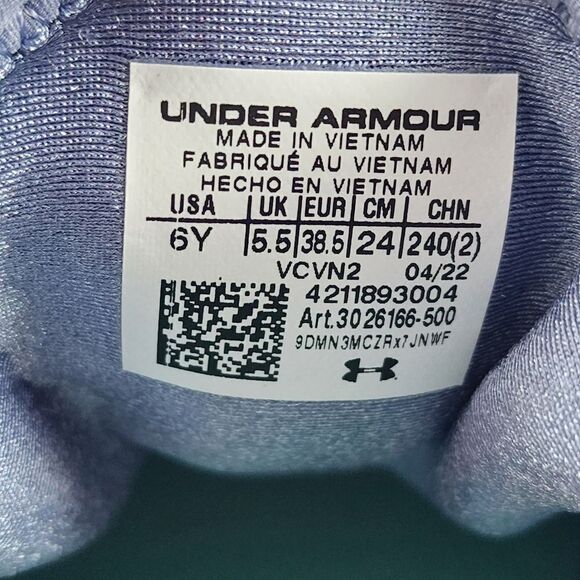 UNDER ARMOUR
MADE IN VIETNAM
FABRIQUÉ AU VIETNAM
HECHO EN VIETNAM
USA UK EUR CM CHN
6Y 5.5 38.5 24 240(2)
VCVN2 04/22
4211893004
Art.3026166-500
9DMN3MCZRx7JNWF